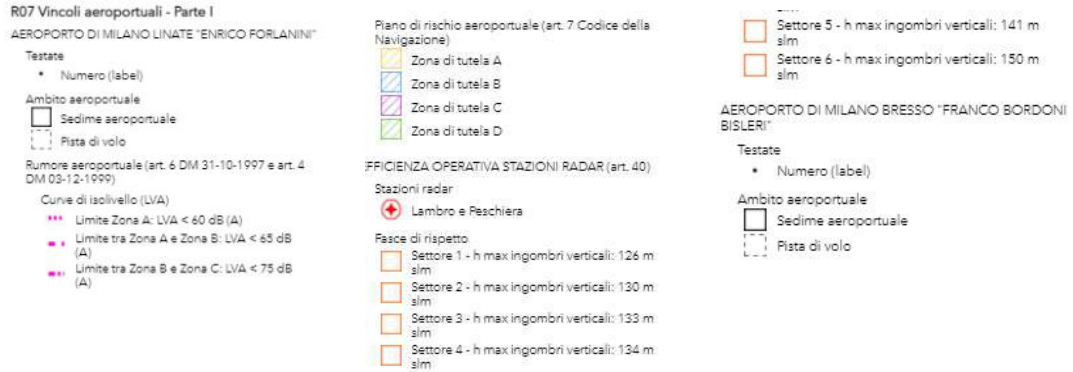 R07 Vincoli aeroportuali - Parte I
AEROPORTO DI MILANO LINATE "ENRICO FORLANINI"
Testate
Numero (label)
Ambito aeroportuale
Sedime aeroportuale
Pista di volo
Rumore aeroportuale (art. 6 DM 31-10-1997 e art. 4
DM 03-12-1999)
Curve di isolivello (LVA)
Limite Zona A: LVA < 60 dB (A)
Limite tra Zona A e Zona B: LVA < 65 dB
(A)
Limite tra Zona B e Zona C: LVA < 75 dB
(A)
Piano di rischio aeroportuale (art. 7 Codice della
Navigazione)
Zona di tutela A
Zona di tutela B
Zona di tutela C
Zona di tutela D
EFFICIENZA OPERATIVA STAZIONI RADAR (art. 40)
Stazioni radar
Lambro e Peschiera
Fasce di rispetto
Settore 1 - h max ingombri verticali: 126 m
slm
Settore 2 - h max ingombri verticali: 130 m
slm
Settore 3 - h max ingombri verticali: 133 m
slm
Settore 4 - h max ingombri verticali: 134 m
slm
Settore 5 - h max ingombri verticali: 141 m
slm
Settore 6 - h max ingombri verticali: 150 m
slm
AEROPORTO DI MILANO BRESSO "FRANCO BORDONI
BISLERI"
Testate
Numero (label)
Ambito aeroportuale
Sedime aeroportuale
Pista di volo